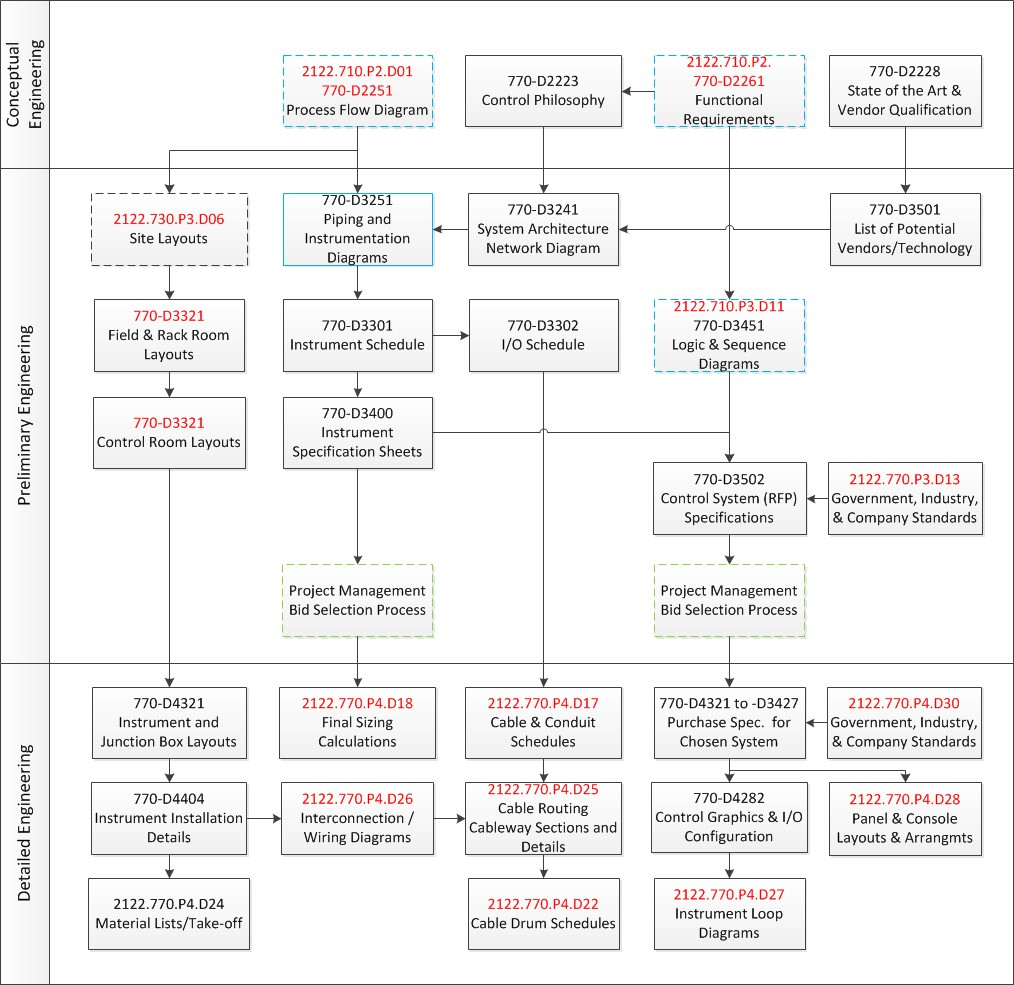 Conceptual
Engineering
2122.710.P2.D01
770-D2251
Process Flow Diagram
770-D2223
Control Philosophy
2122.710.P2.
770-D2261
Functional
Requirements
770-D2228
State of the Art &
Vendor Qualification
Preliminary Engineering
2122.730.P3.D06
Site Layouts
770-D3251
Piping and
Instrumentation
Diagrams
770-D3241
System Architecture
Network Diagram
770-D3501
List of Potential
Vendors/Technology
770-D3321
Field & Rack Room
Layouts
770-D3301
Instrument Schedule
770-D3302
I/O Schedule
2122.710.P3.D11
770-D3451
Logic & Sequence
Diagrams
770-D3321
Control Room Layouts
770-D3400
Instrument
Specification Sheets
770-D3502
Control System (RFP)
Specifications
2122.770.P3.D13
Government, Industry,
& Company Standards
Project Management
Bid Selection Process
Project Management
Bid Selection Process
Detailed Engineering
770-D4321
Instrument and
Junction Box Layouts
2122.770.P4.D18
Final Sizing
Calculations
2122.770.P4.D17
Cable & Conduit
Schedules
770-D4321 to -D3427
Purchase Spec. for
Chosen System
2122.770.P4.D30
Government, Industry,
& Company Standards
770-D4404
Instrument Installation
Details
2122.770.P4.D26
Interconnection /
Wiring Diagrams
2122.770.P4.D25
Cable Routing
Cableway Sections and
Details
770-D4282
Control Graphics & I/O
Configuration
2122.770.P4.D28
Panel & Console
Layouts & Arrangmts
2122.770.P4.D24
Material Lists/Take-off
2122.770.P4.D22
Cable Drum Schedules
2122.770.P4.D27
Instrument Loop
Diagrams